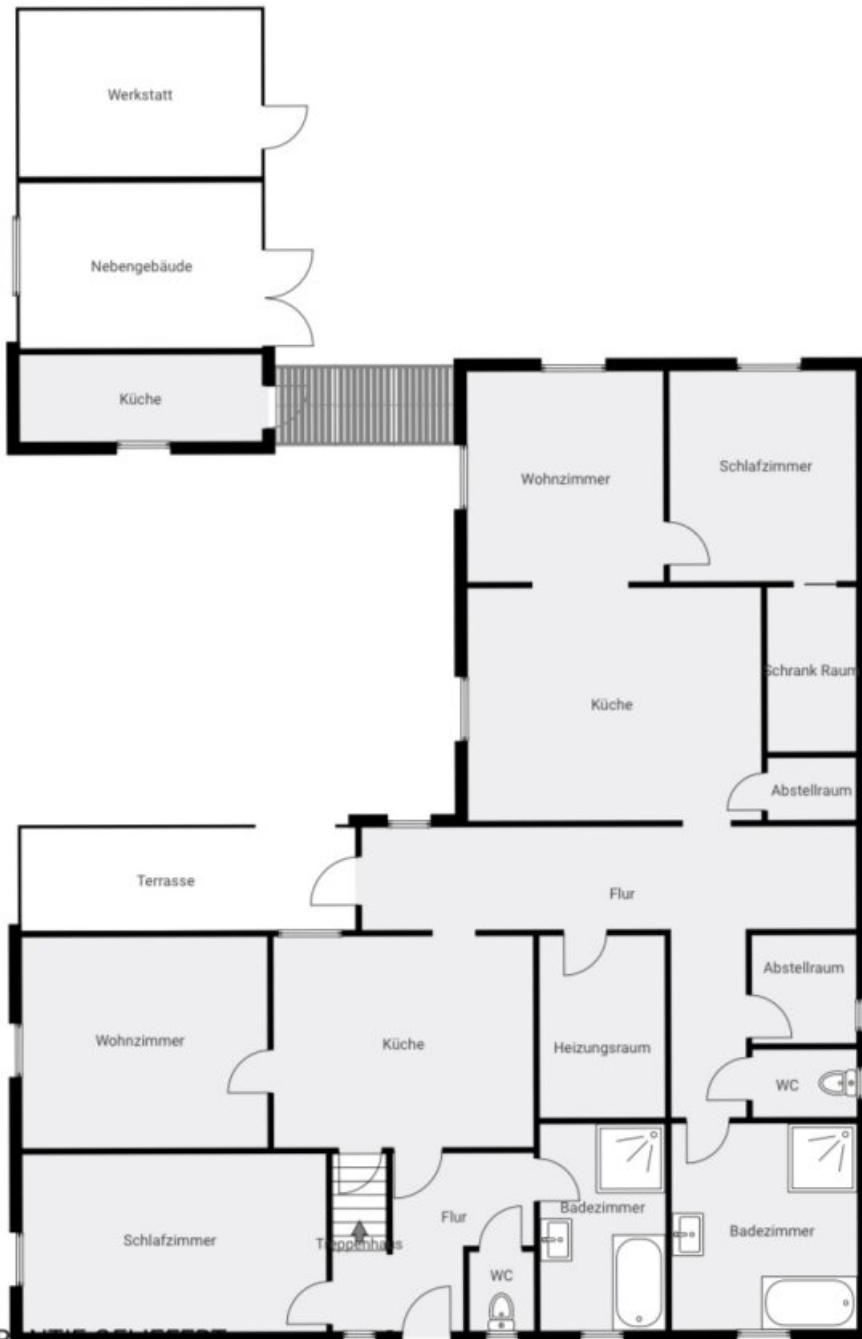 Werkstatt
Nebengebäude
Küche
Wohnzimmer
Schlafzimmer
Schrank Raum
Küche
Abstellraum
Terrasse
Flur
Abstellraum
Wohnzimmer
Küche
Heizungsraum
WC
Schlafzimmer
Treppenhaus
Flur
Badezimmer
Badezimmer
WC